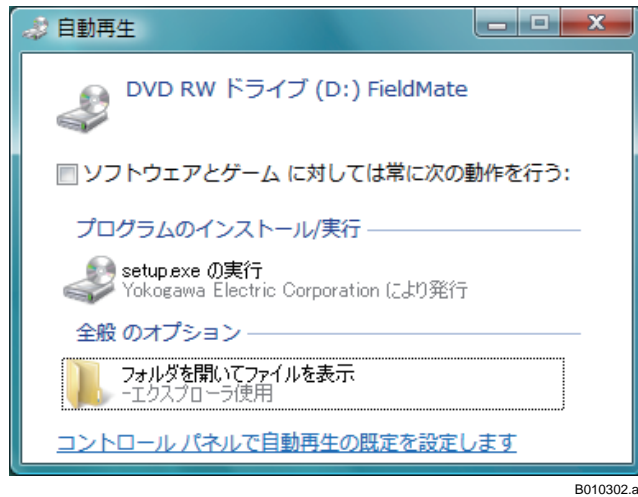 自動再生
DVD RW ドライブ (D:) FieldMate
ソフトウェアとゲーム に対しては常に次の動作を行う:
プログラムのインストール/実行
setup.exe の実行
Yokogawa Electric Corporation により発行
全般 のオプション
フォルダを開いてファイルを表示
-エクスプローラ使用
コントロール パネルで自動再生の既定を設定します
B010302.a